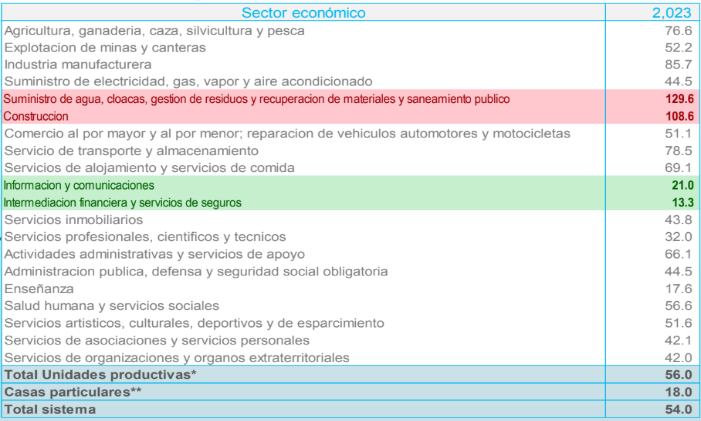 Sector económico 2,023
Agricultura, ganaderia, caza, silvicultura y pesca 76.6
Explotacion de minas y canteras 52.2
Industria manufacturera 85.7
Suministro de electricidad, gas, vapor y aire acondicionado 44.5
Suministro de agua, cloacas, gestion de residuos y recuperacion de materiales y saneamiento publico 129.6
Construccion 108.6
Comercio al por mayor y al por menor; reparacion de vehiculos automotores y motocicletas 51.1
Servicio de transporte y almacenamiento 78.5
Servicios de alojamiento y servicios de comida 69.1
Informacion y comunicaciones 21.0
Intermediacion financiera y servicios de seguros 13.3
Servicios inmobiliarios 43.8
Servicios profesionales, cientificos y tecnicos 32.0
Actividades administrativas y servicios de apoyo 66.1
Administracion publica, defensa y seguridad social obligatoria 44.5
Enseñanza 17.6
Salud humana y servicios sociales 56.6
Servicios artisticos, culturales, deportivos y de esparcimiento 51.6
Servicios de asociaciones y servicios personales 42.1
Servicios de organizaciones y organos extraterritoriales 42.0
Total Unidades productivas* 56.0
Casas particulares** 18.0
Total sistema 54.0